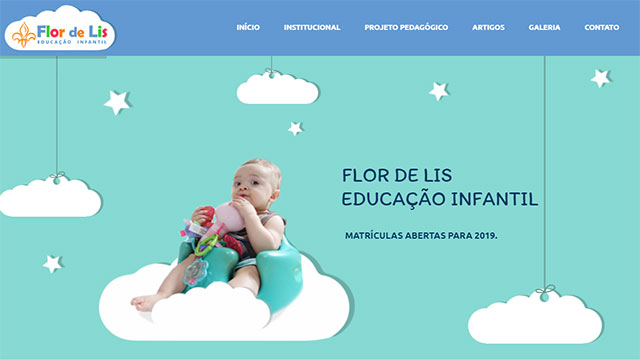 Flor de Lis
EDUCAÇÃO INFANTIL
INÍCIO INSTITUCIONAL PROJETO PEDAGÓGICO ARTIGOS GALERIA CONTATO
FLOR DE LIS
EDUCAÇÃO INFANTIL
MATRÍCULAS ABERTAS PARA 2019.